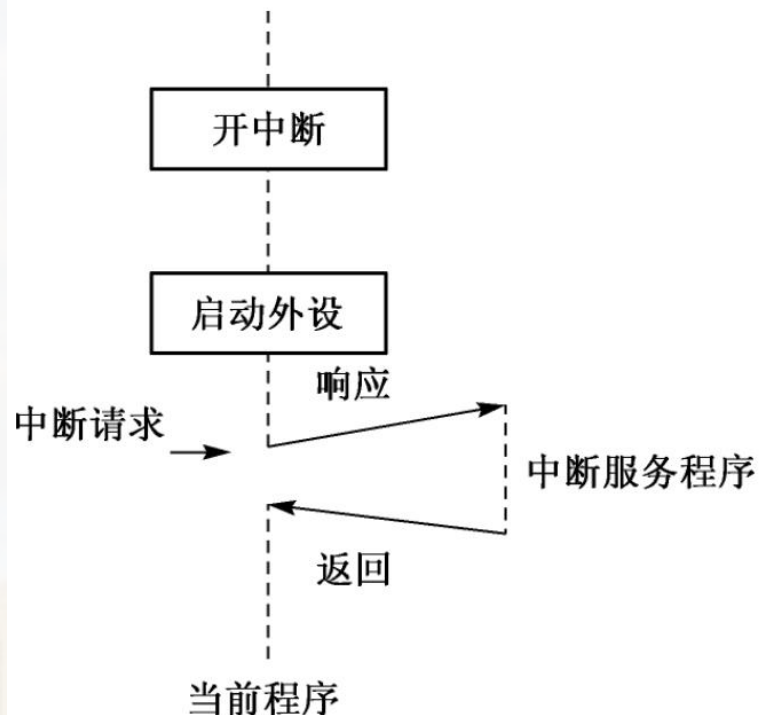 开中断
启动外设
响应
中断请求
中断服务程序
返回
当前程序